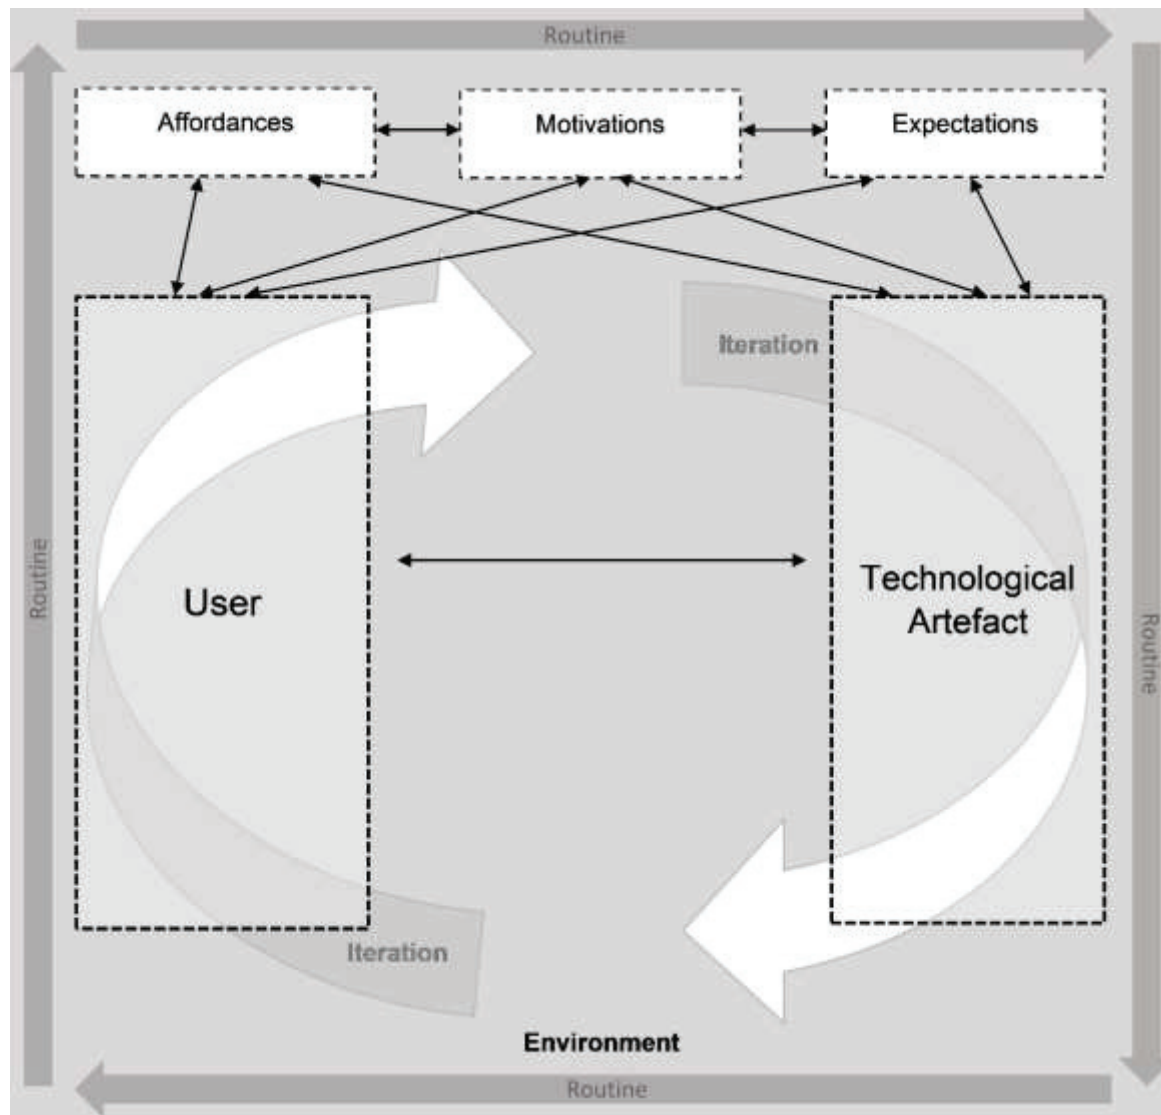 Routine
Affordances
Motivations
Expectations
Iteration
Routine
User
Technological
Artefact
Routine
Iteration
Environment
Routine